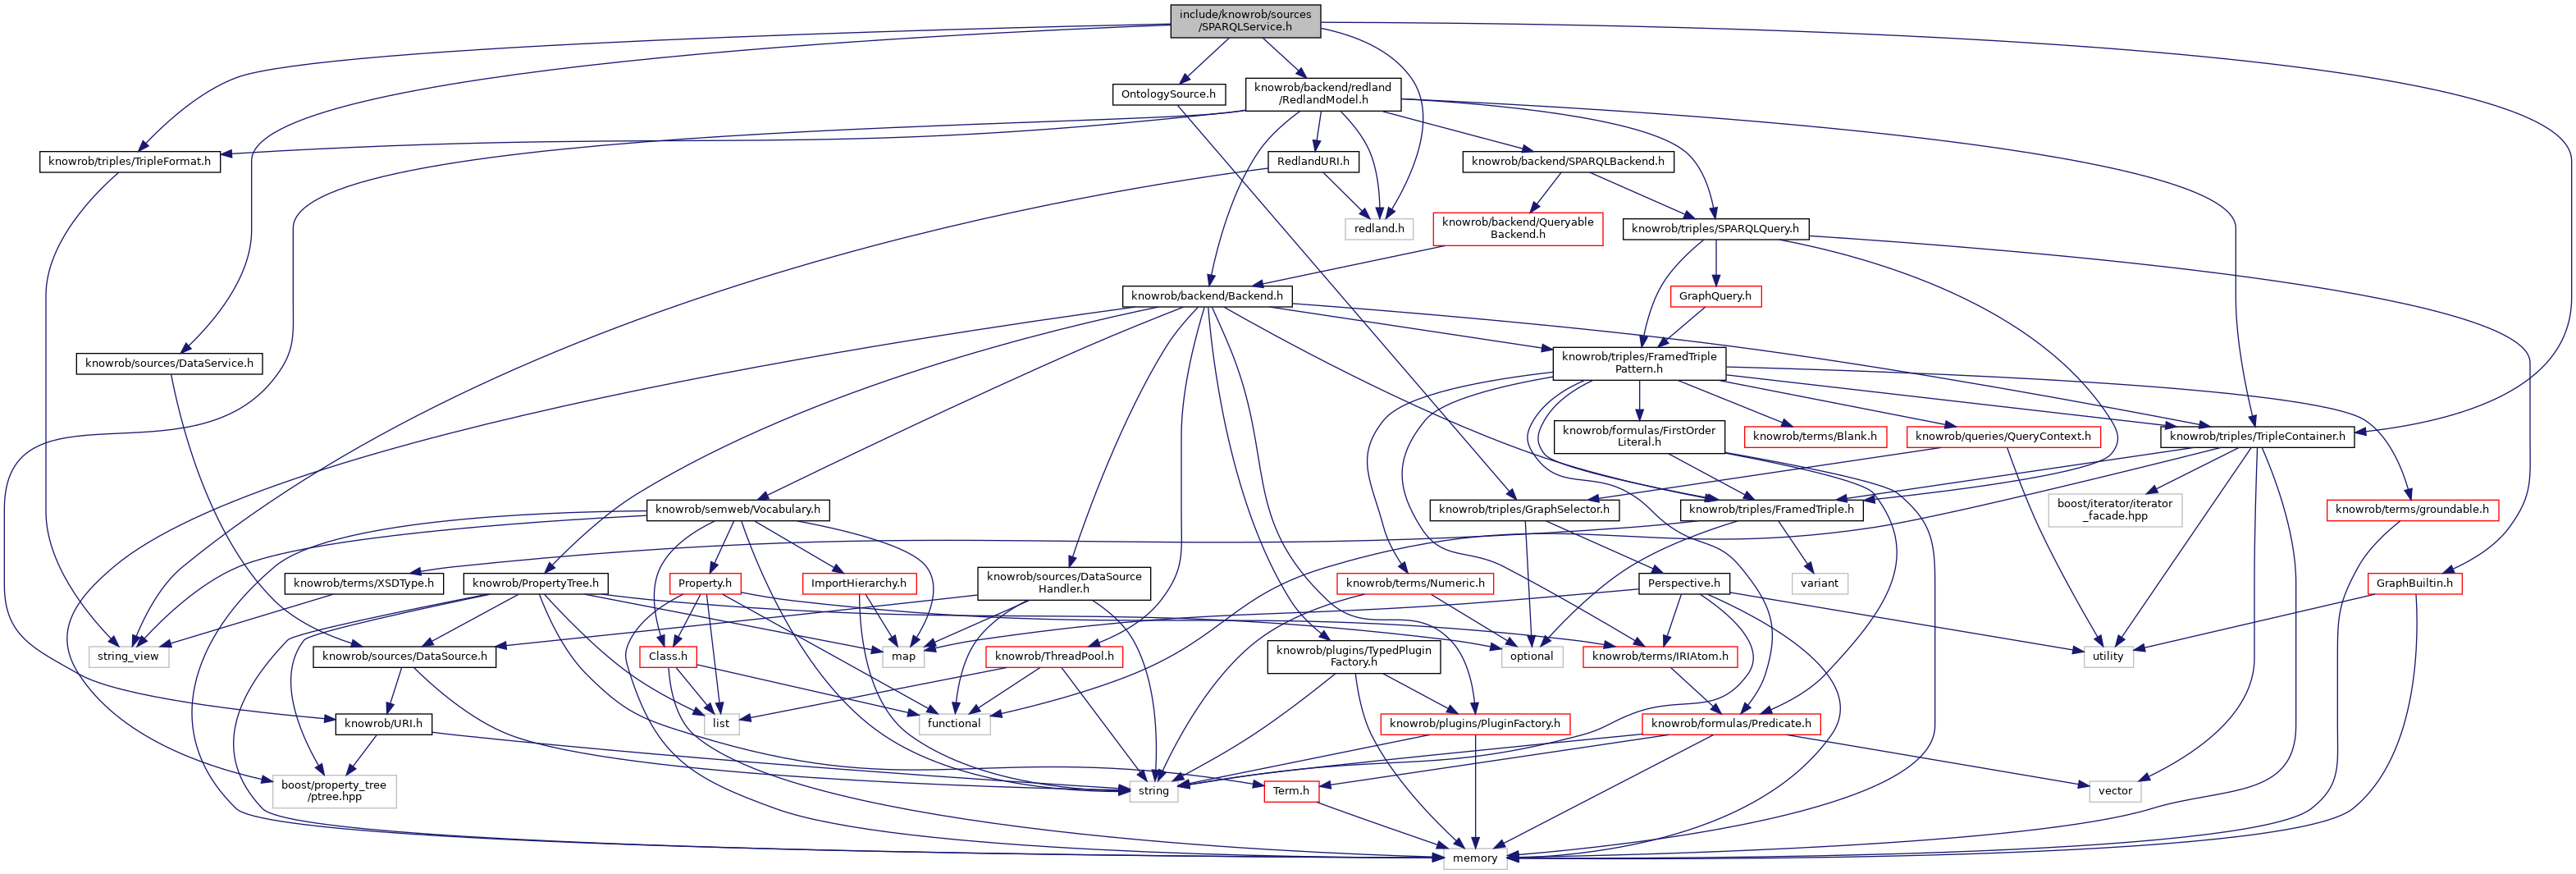 include/knowrob/sources
/SPARQLService.h
OntologySource.h
knowrob/backend/redland
/RedlandModel.h
knowrob/triples/TripleFormat.h
RedlandURI.h
knowrob/backend/SPARQLBackend.h
redland.h
knowrob/backend/Queryable
Backend.h
knowrob/triples/SPARQLQuery.h
knowrob/backend/Backend.h
GraphQuery.h
knowrob/sources/DataService.h
knowrob/triples/FramedTriple
Pattern.h
knowrob/formulas/FirstOrder
Literal.h
knowrob/terms/Blank.h
knowrob/queries/QueryContext.h
knowrob/triples/TripleContainer.h
knowrob/semweb/Vocabulary.h
knowrob/triples/GraphSelector.h
knowrob/triples/FramedTriple.h
boost/iterator/iterator
_facade.hpp
knowrob/terms/groundable.h
knowrob/terms/XSDType.h
knowrob/PropertyTree.h
Property.h
ImportHierarchy.h
knowrob/sources/DataSource
Handler.h
knowrob/terms/Numeric.h
Perspective.h
variant
GraphBuiltin.h
string_view
knowrob/sources/DataSource.h
Class.h
map
knowrob/ThreadPool.h
knowrob/plugins/TypedPlugin
Factory.h
optional
knowrob/terms/IRIAtom.h
utility
knowrob/URI.h
list
functional
knowrob/plugins/PluginFactory.h
knowrob/formulas/Predicate.h
boost/property_tree
/ptree.hpp
string
Term.h
vector
memory